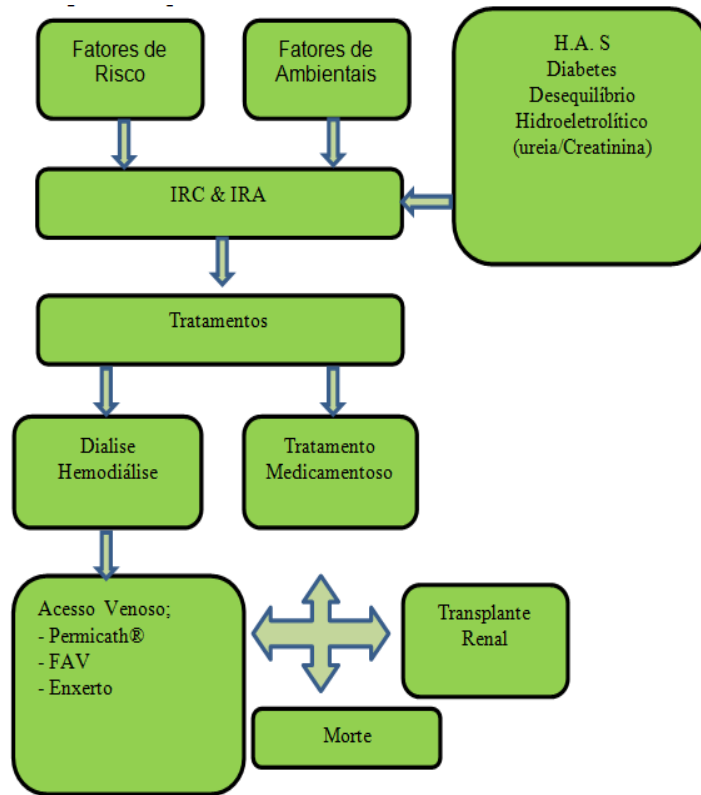 Fatores de
Risco
Fatores de
Ambientais
H.A. S
Diabetes
Desequilíbrio
Hidroeletrolítico
(ureia/Creatinina)
IRC & IRA
Tratamentos
Dialise
Hemodiálise
Tratamento
Medicamentoso
Acesso Venoso;
- Permicath®
- FAV
- Enxerto
Transplante
Renal
Morte